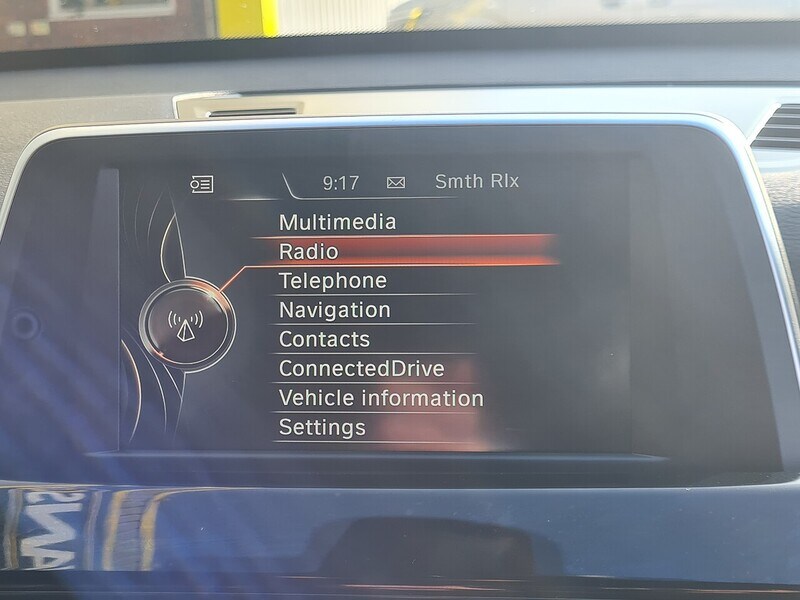 9:17 Smth Rlx
Multimedia
Radio
Telephone
Navigation
Contacts
ConnectedDrive
Vehicle information
Settings